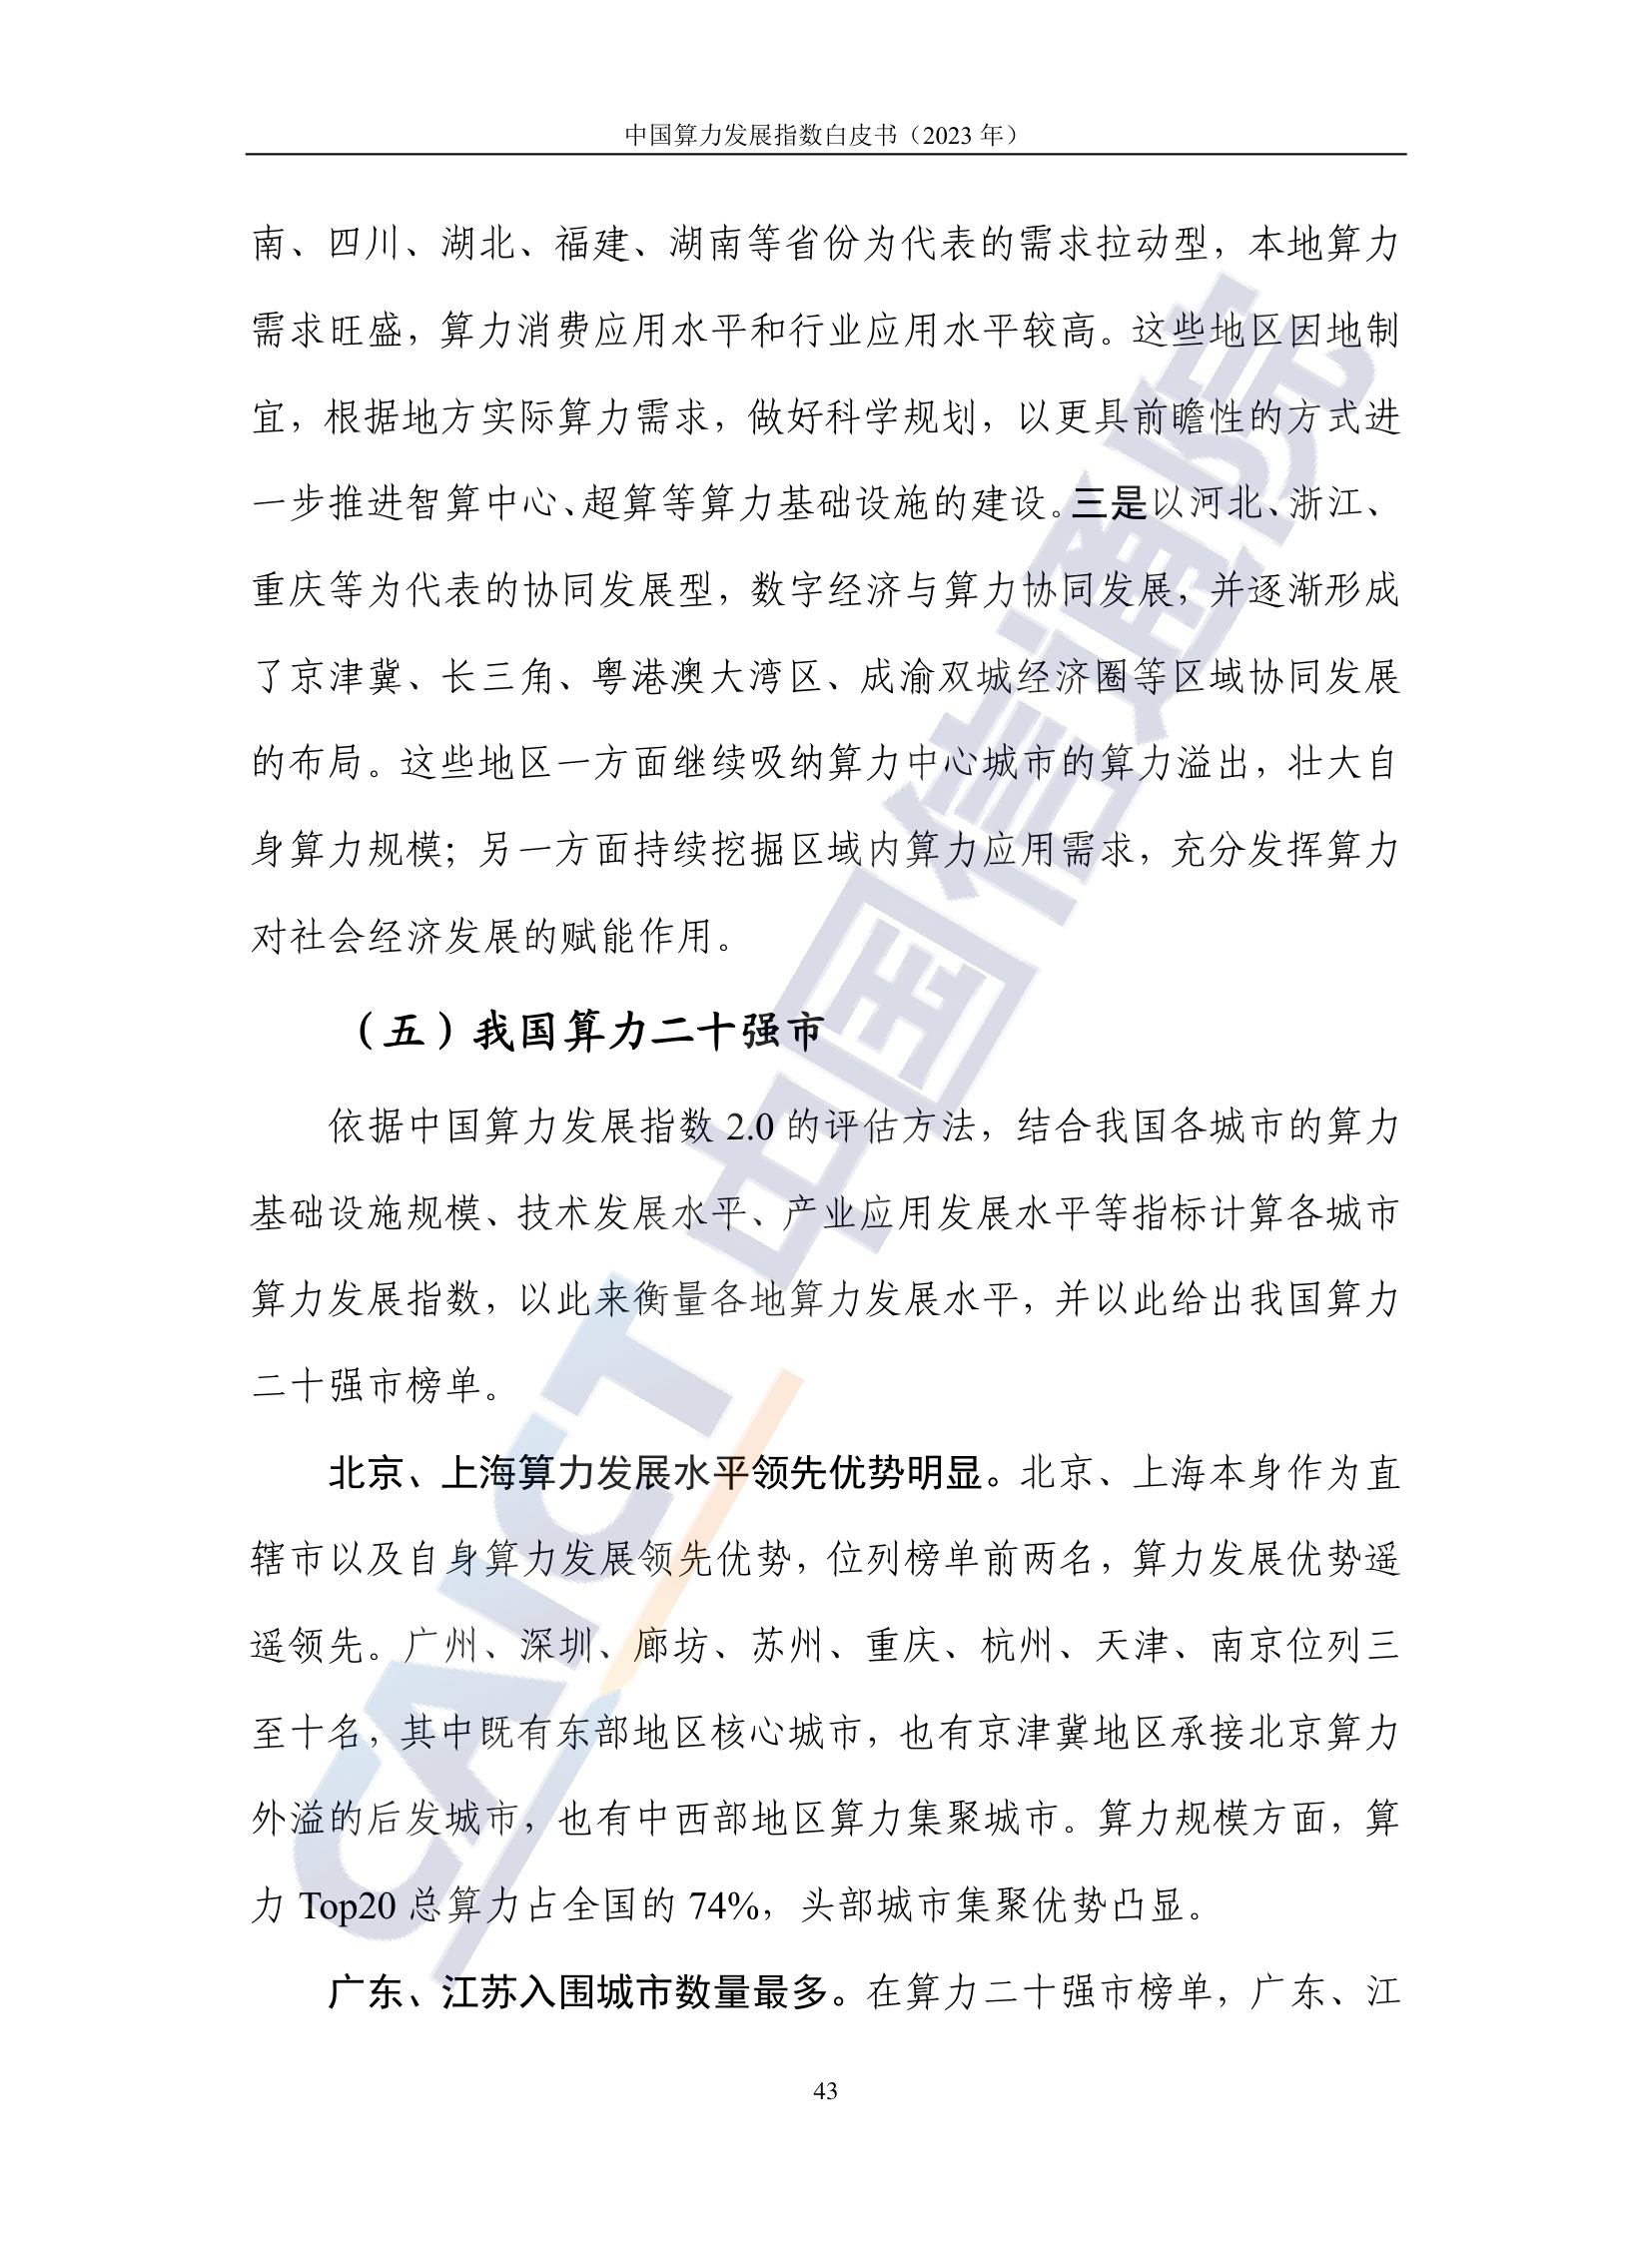 中国算力发展指数白皮书（2023 年）
南、四川、湖北、福建、湖南等省份为代表的需求拉动型，本地算力
需求旺盛，算力消费应用水平和行业应用水平较高。这些地区因地制
宜，根据地方实际算力需求，做好科学规划，以更具前瞻性的方式进
一步推进智算中心、超算等算力基础设施的建设。三是以河北、浙江、
重庆等为代表的协同发展型，数字经济与算力协同发展，并逐渐形成
了京津冀、长三角、粤港澳大湾区、成渝双城经济圈等区域协同发展
的布局。这些地区一方面继续吸纳算力中心城市的算力溢出，壮大自
身算力规模；另一方面持续挖掘区域内算力应用需求，充分发挥算力
对社会经济发展的赋能作用。
（五）我国算力二十强市
依据中国算力发展指数 2.0 的评估方法，结合我国各城市的算力
基础设施规模、技术发展水平、产业应用发展水平等指标计算各城市
算力发展指数，以此来衡量各地算力发展水平，并以此给出我国算力
二十强市榜单。
北京、上海算力发展水平领先优势明显。北京、上海本身作为直
辖市以及自身算力发展领先优势，位列榜单前两名，算力发展优势遥
遥领先。广州、深圳、廊坊、苏州、重庆、杭州、天津、南京位列三
至十名，其中既有东部地区核心城市，也有京津冀地区承接北京算力
外溢的后发城市，也有中西部地区算力集聚城市。算力规模方面，算
力 Top20 总算力占全国的 74%，头部城市集聚优势凸显。
广东、江苏入围城市数量最多。在算力二十强市榜单，广东、江
43
CAICT 中国信通院